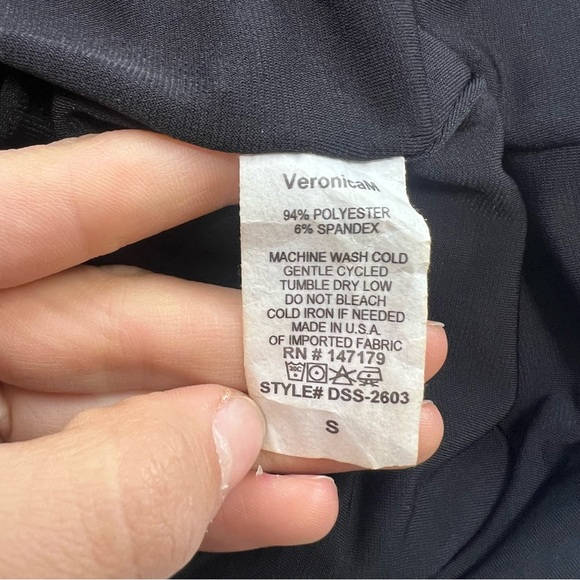 VeronicaM
94% POLYESTER
6% SPANDEX
MACHINE WASH COLD
GENTLE CYCLED
TUMBLE DRY LOW
DO NOT BLEACH
COLD IRON IF NEEDED
MADE IN U.S.A.
OF IMPORTED FABRIC
RN # 147179
STYLE# DSS-2603
S